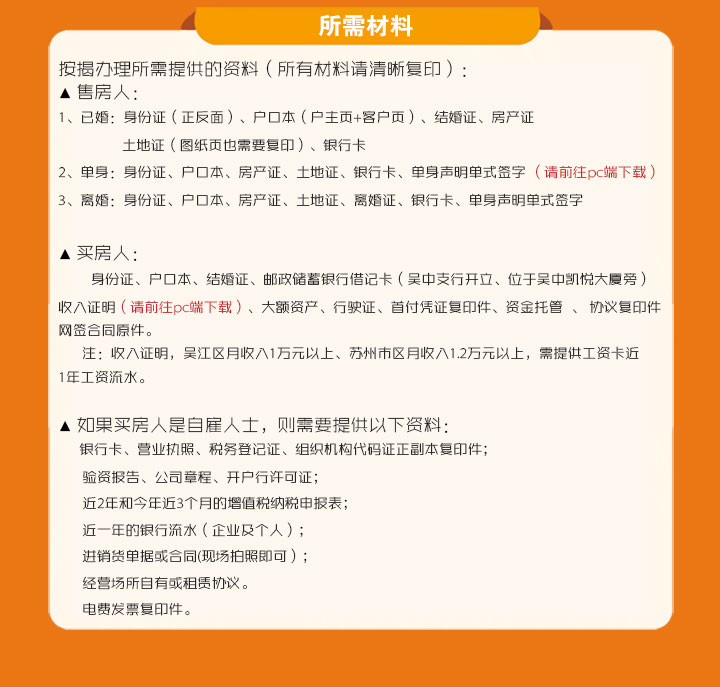 所需材料
按揭办理所需提供的资料（所有材料请清晰复印）:
▲ 售房人:
1、已婚: 身份证（正反面）、户口本（户主页+客户页）、结婚证、房产证
土地证（图纸页也需要复印）、银行卡
2、单身: 身份证、户口本、房产证、土地证、银行卡、单身声明单式签字（请前往pc端下载）
3、离婚: 身份证、户口本、房产证、土地证、离婚证、银行卡、单身声明单式签字
▲ 买房人:
身份证、户口本、结婚证、邮政储蓄银行借记卡（吴中支行开立、位于吴中凯悦大厦旁）
收入证明（请前往pc端下载）、大额资产、行驶证、首付凭证复印件、资金托管 、 协议复印件
网签合同原件。
注: 收入证明, 吴江区月收入1万元以上、苏州市区月收入1.2万元以上, 需提供工资卡近
1年工资流水。
▲ 如果买房人是自雇人士, 则需要提供以下资料:
银行卡、营业执照、税务登记证、组织机构代码证正副本复印件;
验资报告、公司章程、开户行许可证;
近2年和今年近3个月的增值税纳税申报表;
近一年的银行流水（企业及个人）;
进销货单据或合同(现场拍照即可）;
经营场所自有或租赁协议。
电费发票复印件。